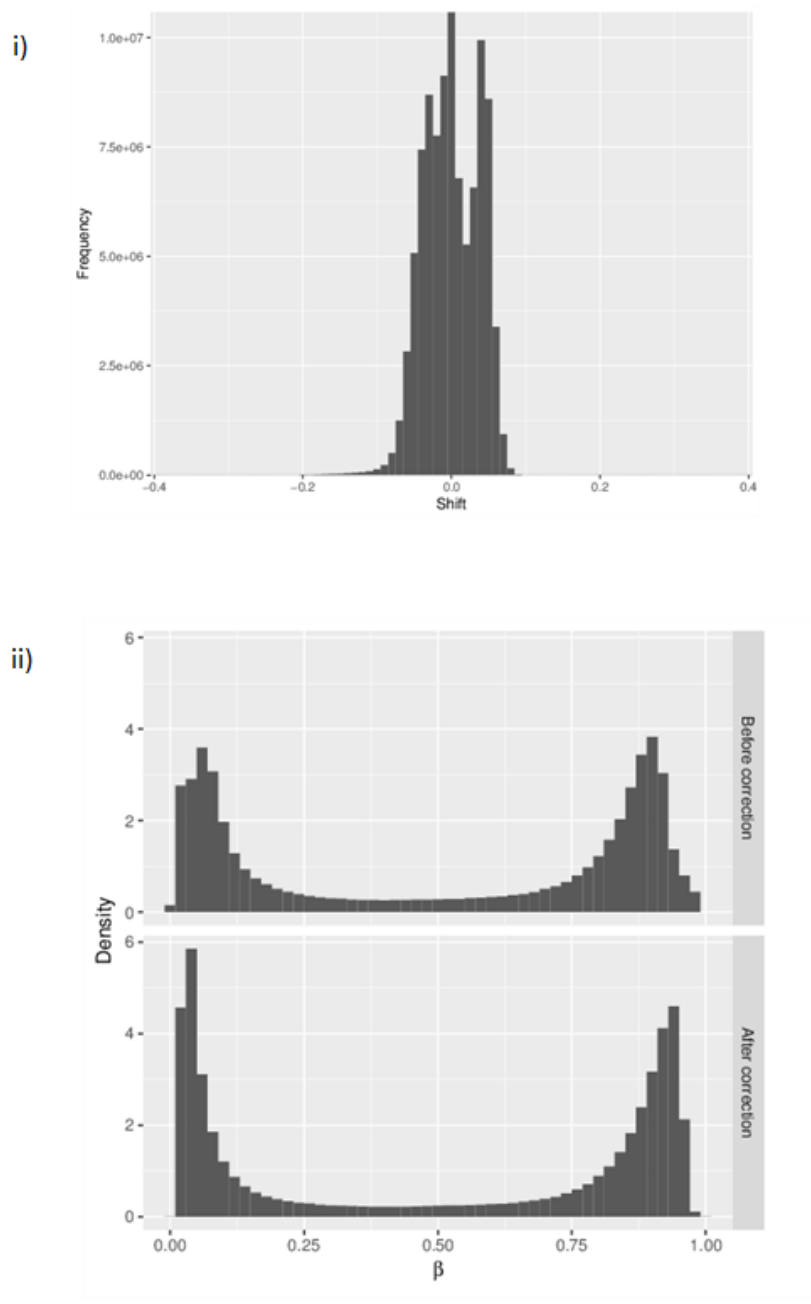 i)
Frequency
1.0e+07
7.5e+06
5.0e+06
2.5e+06
0.0e+00
−0.4 −0.2 0.0 0.2 0.4
Shift
ii)
Density
6
4
2
0
Before correction
6
4
2
0
After correction
0.00 0.25 0.50 0.75 1.00
β